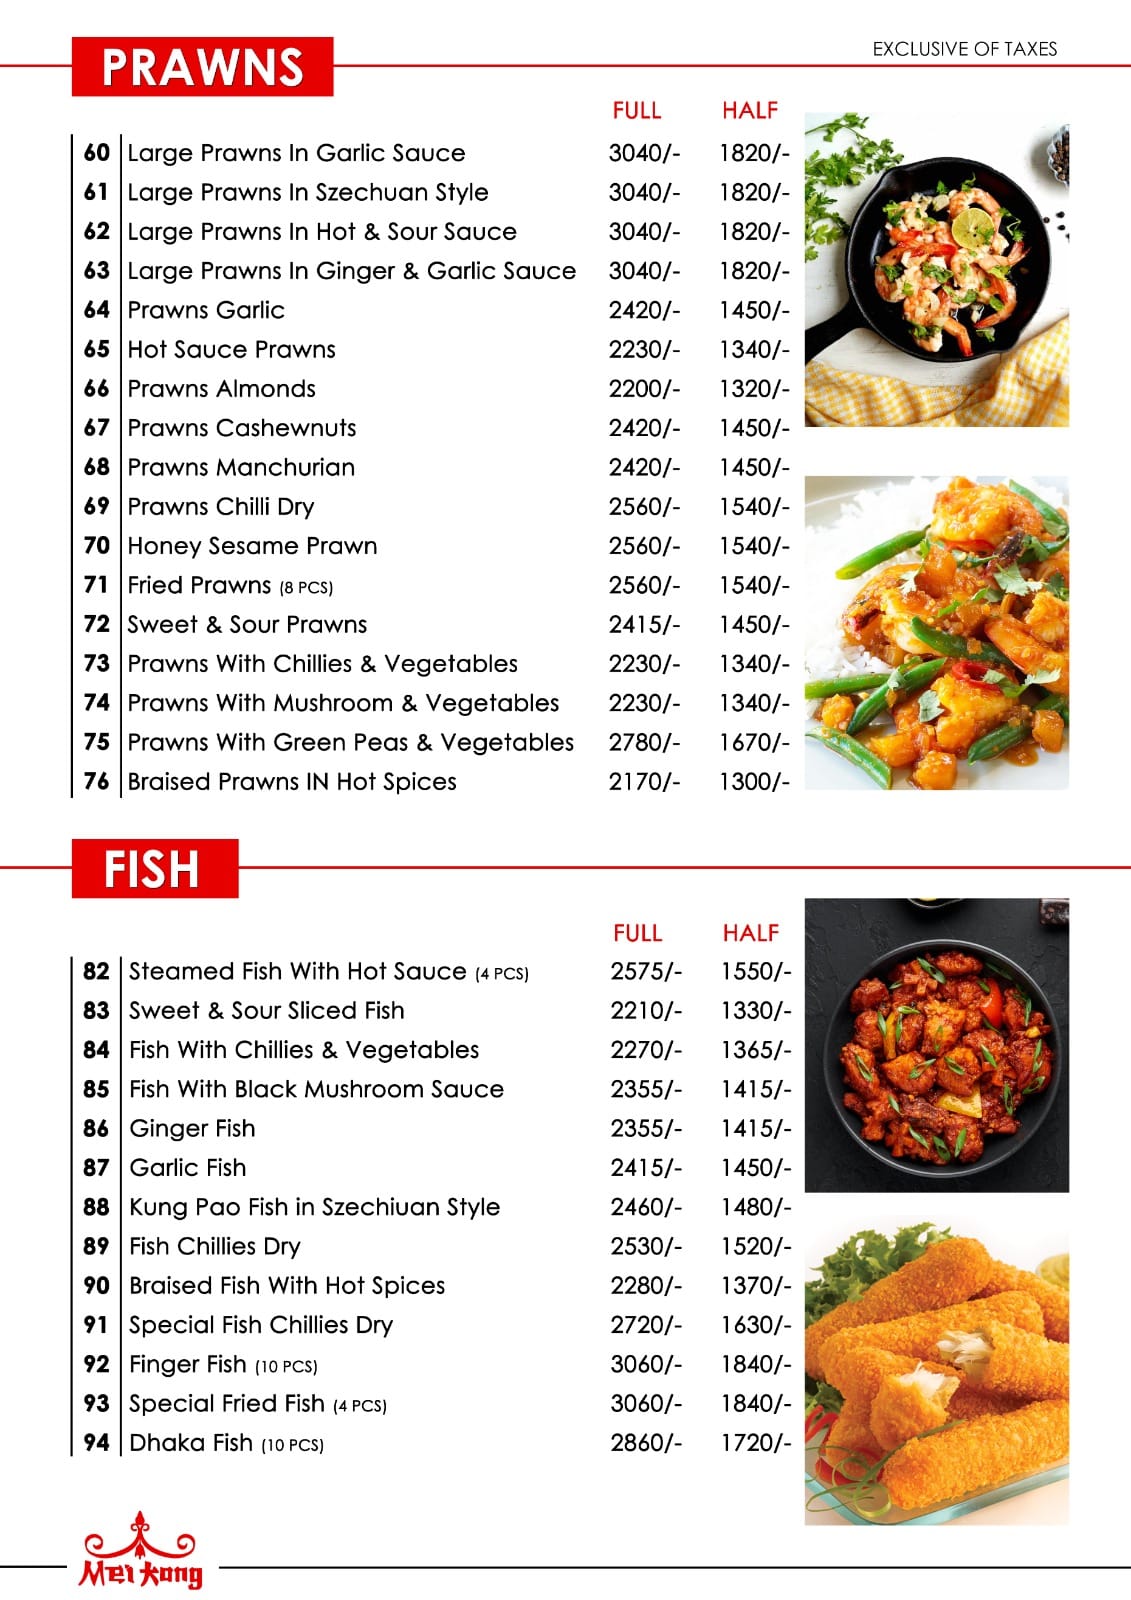 PRAWNS
EXCLUSIVE OF TAXES
FULL HALF
60 Large Prawns In Garlic Sauce 3040/- 1820/-
61 Large Prawns In Szechuan Style 3040/- 1820/-
62 Large Prawns In Hot & Sour Sauce 3040/- 1820/-
63 Large Prawns In Ginger & Garlic Sauce 3040/- 1820/-
64 Prawns Garlic 2420/- 1450/-
65 Hot Sauce Prawns 2230/- 1340/-
66 Prawns Almonds 2200/- 1320/-
67 Prawns Cashewnuts 2420/- 1450/-
68 Prawns Manchurian 2420/- 1450/-
69 Prawns Chilli Dry 2560/- 1540/-
70 Honey Sesame Prawn 2560/- 1540/-
71 Fried Prawns (8 PCS) 2560/- 1540/-
72 Sweet & Sour Prawns 2415/- 1450/-
73 Prawns With Chillies & Vegetables 2230/- 1340/-
74 Prawns With Mushroom & Vegetables 2230/- 1340/-
75 Prawns With Green Peas & Vegetables 2780/- 1670/-
76 Braised Prawns IN Hot Spices 2170/- 1300/-
FISH
FULL HALF
82 Steamed Fish With Hot Sauce (4 PCS) 2575/- 1550/-
83 Sweet & Sour Sliced Fish 2210/- 1330/-
84 Fish With Chillies & Vegetables 2270/- 1365/-
85 Fish With Black Mushroom Sauce 2355/- 1415/-
86 Ginger Fish 2355/- 1415/-
87 Garlic Fish 2415/- 1450/-
88 Kung Pao Fish in Szechiuan Style 2460/- 1480/-
89 Fish Chillies Dry 2530/- 1520/-
90 Braised Fish With Hot Spices 2280/- 1370/-
91 Special Fish Chillies Dry 2720/- 1630/-
92 Finger Fish (10 PCS) 3060/- 1840/-
93 Special Fried Fish (4 PCS) 3060/- 1840/-
94 Dhaka Fish (10 PCS) 2860/- 1720/-
Mei Kong